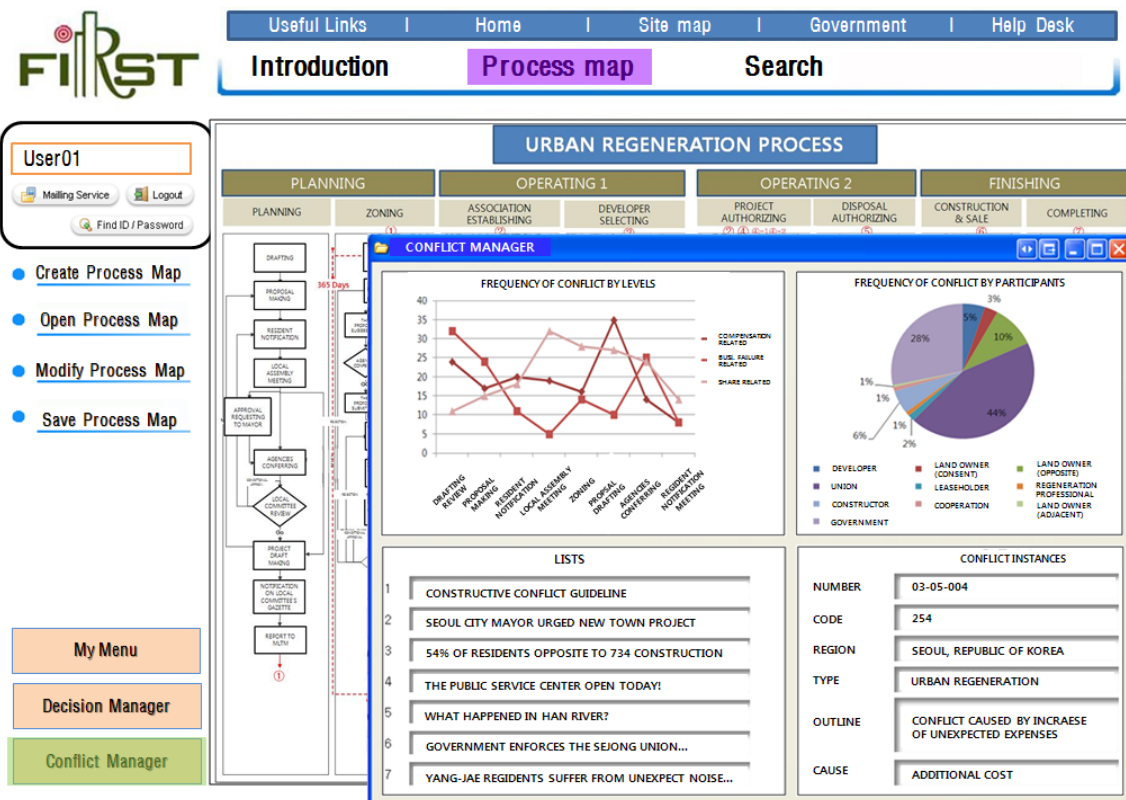 FIRST
Useful Links I Home I Site map I Government I Help Desk
Introduction Process map Search
User01
Mailling Service Logout
Find ID / Password
Create Process Map
Open Process Map
Modify Process Map
Save Process Map
My Menu
Decision Manager
Conflict Manager
URBAN REGENERATION PROCESS
PLANNING OPERATING 1 OPERATING 2 FINISHING
PLANNING
ZONING
ASSOCIATION
ESTABLISHING
DEVELOPER
SELECTING
PROJECT
AUTHORIZING
DISPOSAL
AUTHORIZING
CONSTRUCTION
& SALE
COMPLETING
DRAFTING
PROPOSAL
MAKING
RESIDENT
NOTIFICATION
LOCAL
ASSEMBLY
MEETING
APPROVAL
REQUESTING
TO MAYOR
AGENCIES
CONFERRING
LOCAL
COMMITTEE
REVIEW
Go
PROJECT
DRAFT
MAKING
NOTIFICATION
ON LOCAL
COMMITTEE'S
GAZETTE
REPORT TO
MLTM
①
365 Days
CONFLICT MANAGER
FREQUENCY OF CONFLICT BY LEVELS
40
35
30
25
20
15
10
5
0
DRAFTING
REVIEW
PROPOSAL
MAKING
RESIDENT
NOTIFICATION
LOCAL ASSEMBLY
MEETING
ZONING
PROPSAL
DRAFTING
AGENCIES
CONFERRING
REGIDENT
NOTIFICATION
MEETING
COMPENSATION
RELATED
BUSI. FAILURE
RELATED
SHARE RELATED
FREQUENCY OF CONFLICT BY PARTICIPANTS
5%
3%
10%
44%
2%
1%
6%
1%
1%
28%
DEVELOPER
LAND OWNER
(CONSENT)
LAND OWNER
(OPPOSITE)
UNION
LEASEHOLDER
REGENERATION
PROFESSIONAL
CONSTRUCTOR
COOPERATION
LAND OWNER
(ADJACENT)
GOVERNMENT
LISTS
1 CONSTRUCTIVE CONFLICT GUIDELINE
2 SEOUL CITY MAYOR URGED NEW TOWN PROJECT
3 54% OF RESIDENTS OPPOSITE TO 734 CONSTRUCTION
4 THE PUBLIC SERVICE CENTER OPEN TODAY!
5 WHAT HAPPENED IN HAN RIVER?
6 GOVERNMENT ENFORCES THE SEJONG UNION...
7 YANG-JAE REGIDENTS SUFFER FROM UNEXPECT NOISE...
CONFLICT INSTANCES
NUMBER 03-05-004
CODE 254
REGION SEOUL, REPUBLIC OF KOREA
TYPE URBAN REGENERATION
OUTLINE CONFLICT CAUSED BY INCRAESE
OF UNEXPECTED EXPENSES
CAUSE ADDITIONAL COST